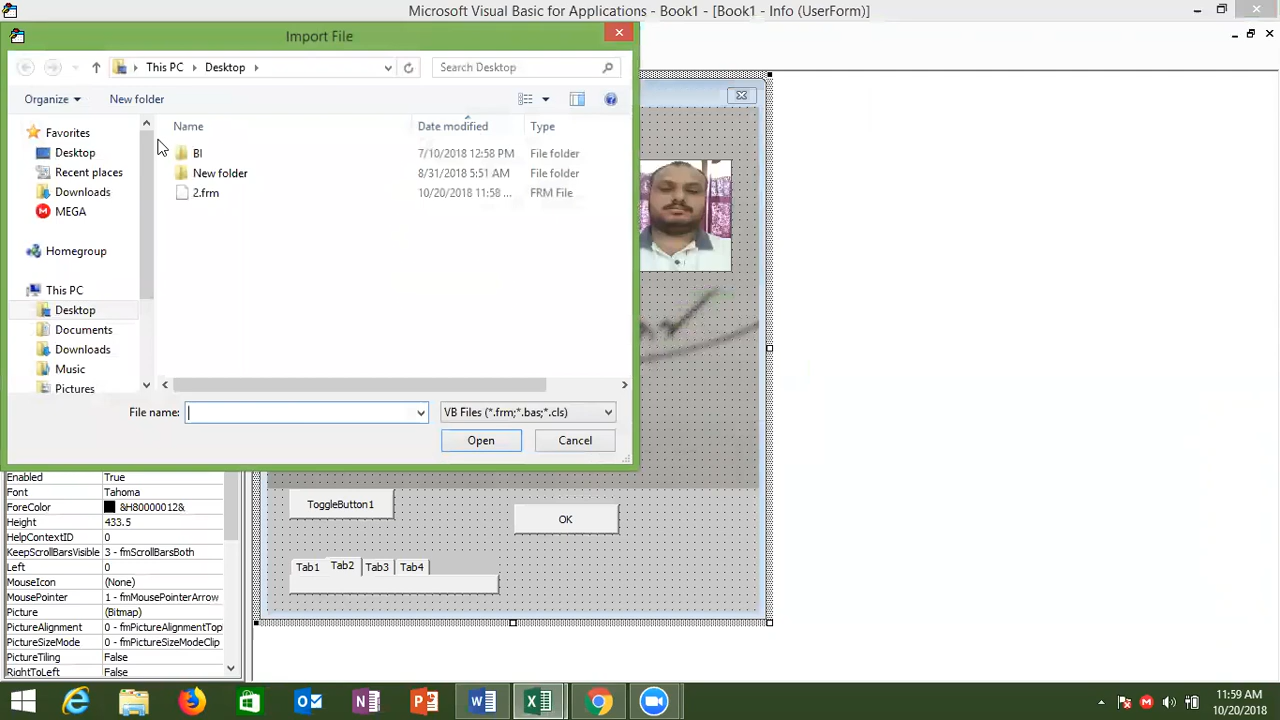 Microsoft Visual Basic for Applications - Book1 - [Book1 - Info (UserForm)]
Import File
This PC
Desktop
Search Desktop
Organize
New folder
Favorites
Desktop
Recent places
Downloads
MEGA
Homegroup
This PC
Desktop
Documents
Downloads
Music
Pictures
Name Date modified Type
BI 7/10/2018 12:58 PM File folder
New folder 8/31/2018 5:51 AM File folder
2.frm 10/20/2018 11:58 ... FRM File
File name:
VB Files (*.frm;*.bas;*.cls)
Open
Cancel
Enabled True
Font Tahoma
ForeColor &H80000012&
Height 433.5
HelpContextID 0
KeepScrollBarsVisible 3 - fmScrollBarsBoth
Left 0
MouseIcon (None)
MousePointer 1 - fmMousePointerArrow
Picture (Bitmap)
PictureAlignment 0 - fmPictureAlignmentTop
PictureSizeMode 0 - fmPictureSizeModeClip
PictureTiling False
RightToLeft False
ToggleButton1
OK
Tab1 Tab2 Tab3 Tab4
11:59 AM
10/20/2018